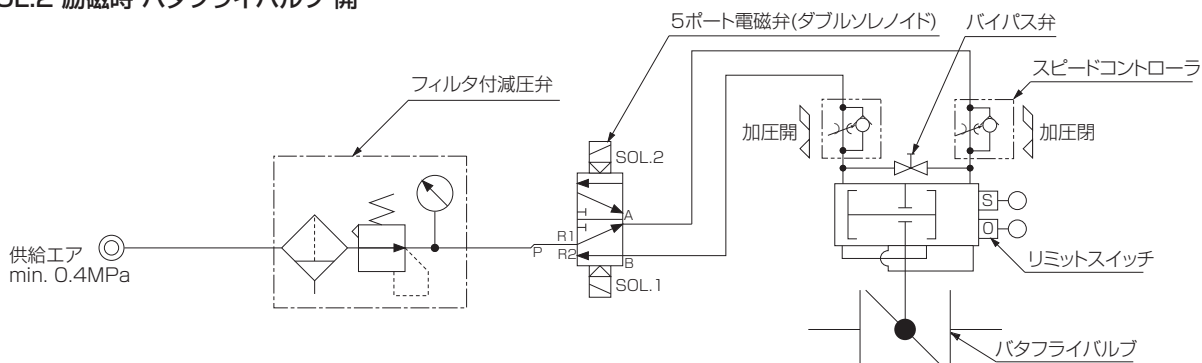 SOL.2 励磁時 バタフライバルブ 開
5ポート電磁弁(ダブルソレノイド)
バイパス弁
スピードコントローラ
フィルタ付減圧弁
加圧開
加圧閉
SOL.2
A
S
O
R1
P
R2
B
供給エア
min. 0.4MPa
リミットスイッチ
SOL.1
バタフライバルブ